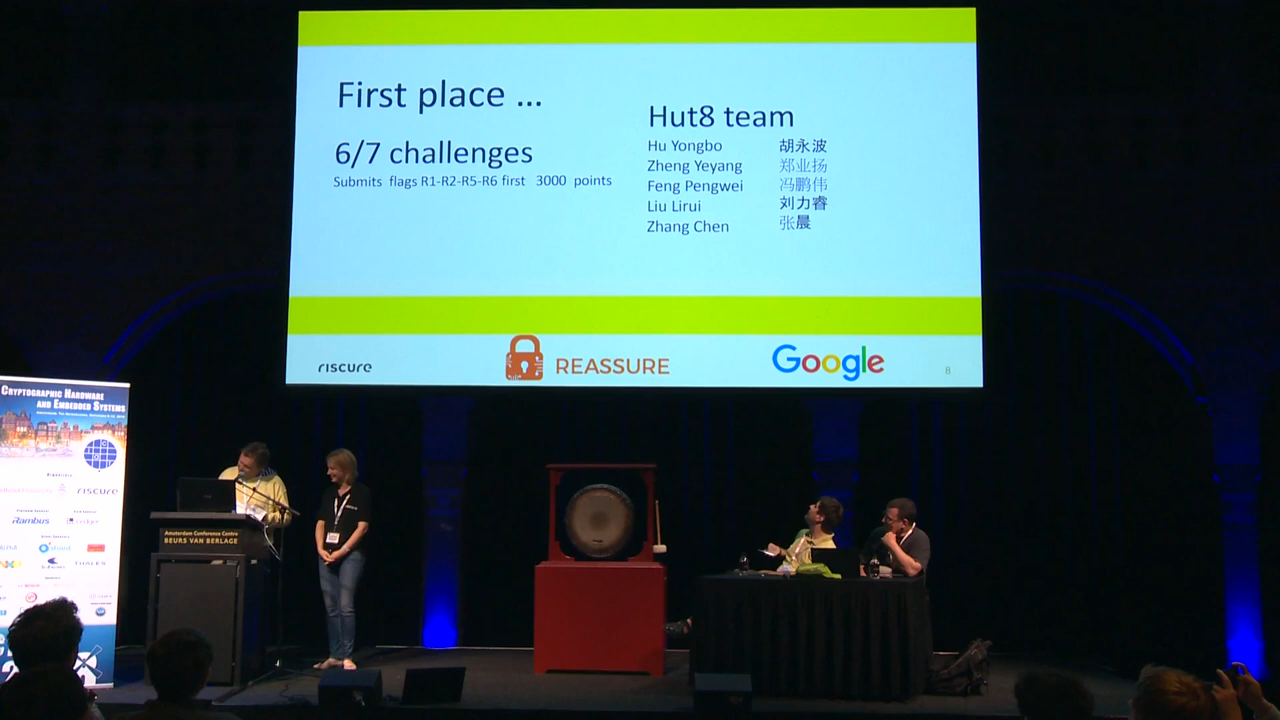 First place ...
6/7 challenges
Submits flags R1-R2-R5-R6 first 3000 points
Hut8 team
Hu Yongbo 胡永波
Zheng Yeyang 郑业扬
Feng Pengwei 冯鹏伟
Liu Lirui 刘力睿
Zhang Chen 张晨
riscure
REASSURE
Google
8
CRYPTOGRAPHIC HARDWARE
AND EMBEDDED SYSTEMS
riscure
Rambus
THALES
Amsterdam Conference Centre
BEURS VAN BERLAGE